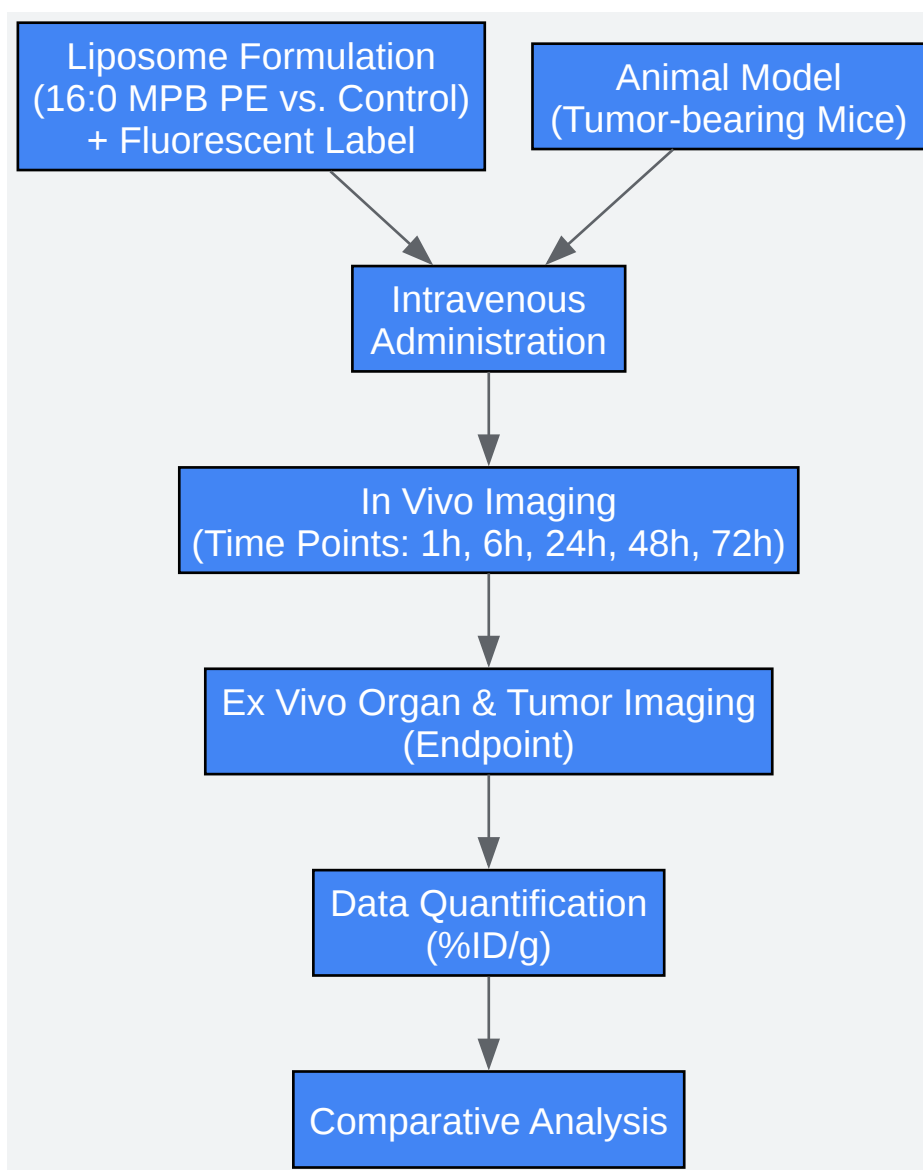 Liposome Formulation
(16:0 MPB PE vs. Control)
+ Fluorescent Label
Animal Model
(Tumor-bearing Mice)
Intravenous
Administration
In Vivo Imaging
(Time Points: 1h, 6h, 24h, 48h, 72h)
Ex Vivo Organ & Tumor Imaging
(Endpoint)
Data Quantification
(%ID/g)
Comparative Analysis